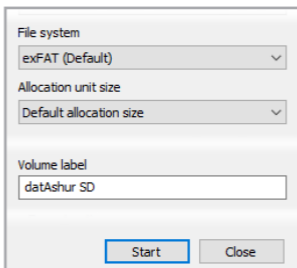 File system
exFAT (Default)
Allocation unit size
Default allocation size
Volume label
datAshur SD
Start Close